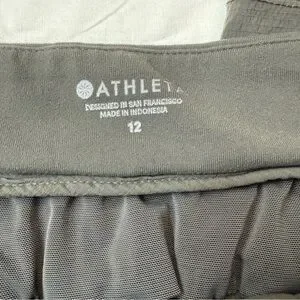 ATHLETA
DESIGNED IN SAN FRANCISCO
MADE IN INDONESIA
12